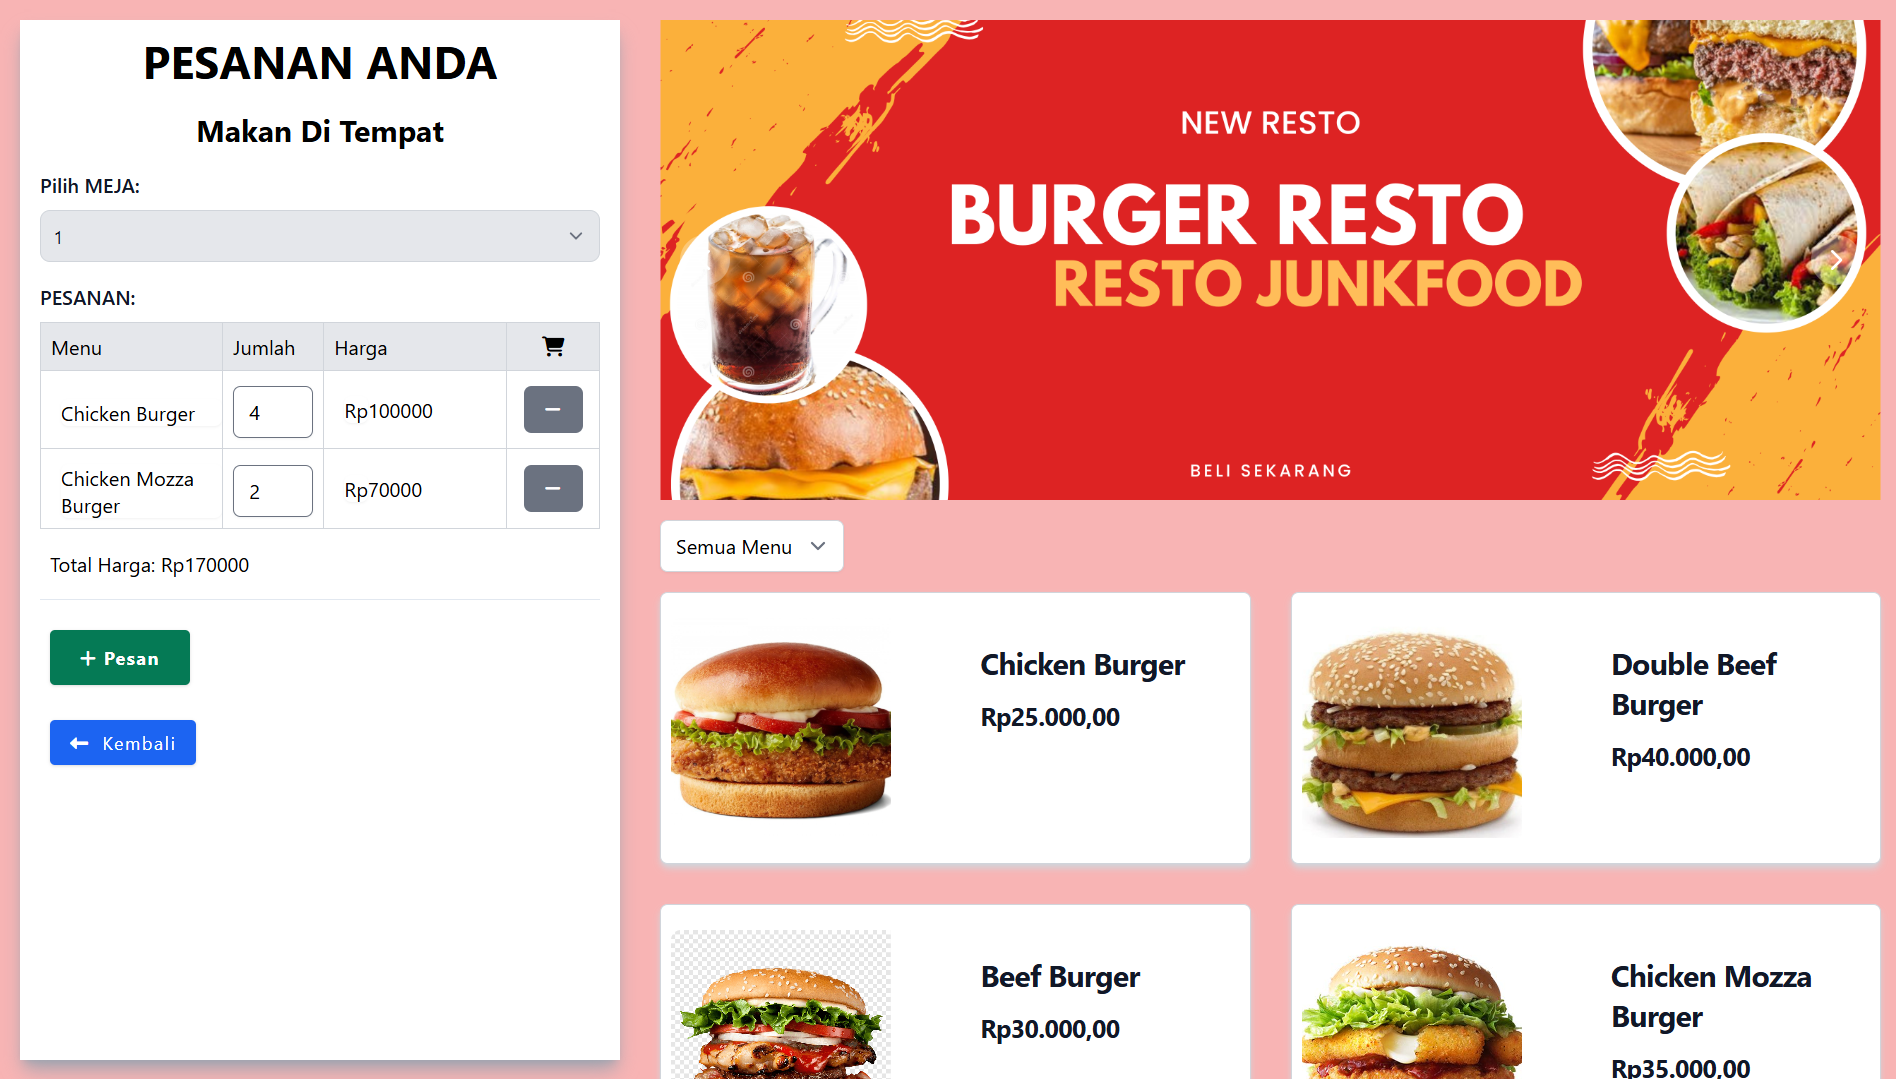 PESANAN ANDA
Makan Di Tempat
Pilih MEJA:
1
PESANAN:
Menu Jumlah Harga
Chicken Burger 4 Rp100000
Chicken Mozza
Burger
2 Rp70000
Total Harga: Rp170000
+ Pesan
Kembali
NEW RESTO
BURGER RESTO
RESTO JUNKFOOD
BELI SEKARANG
Semua Menu
Chicken Burger
Rp25.000,00
Double Beef
Burger
Rp40.000,00
Beef Burger
Rp30.000,00
Chicken Mozza
Burger
Rp35.000,00